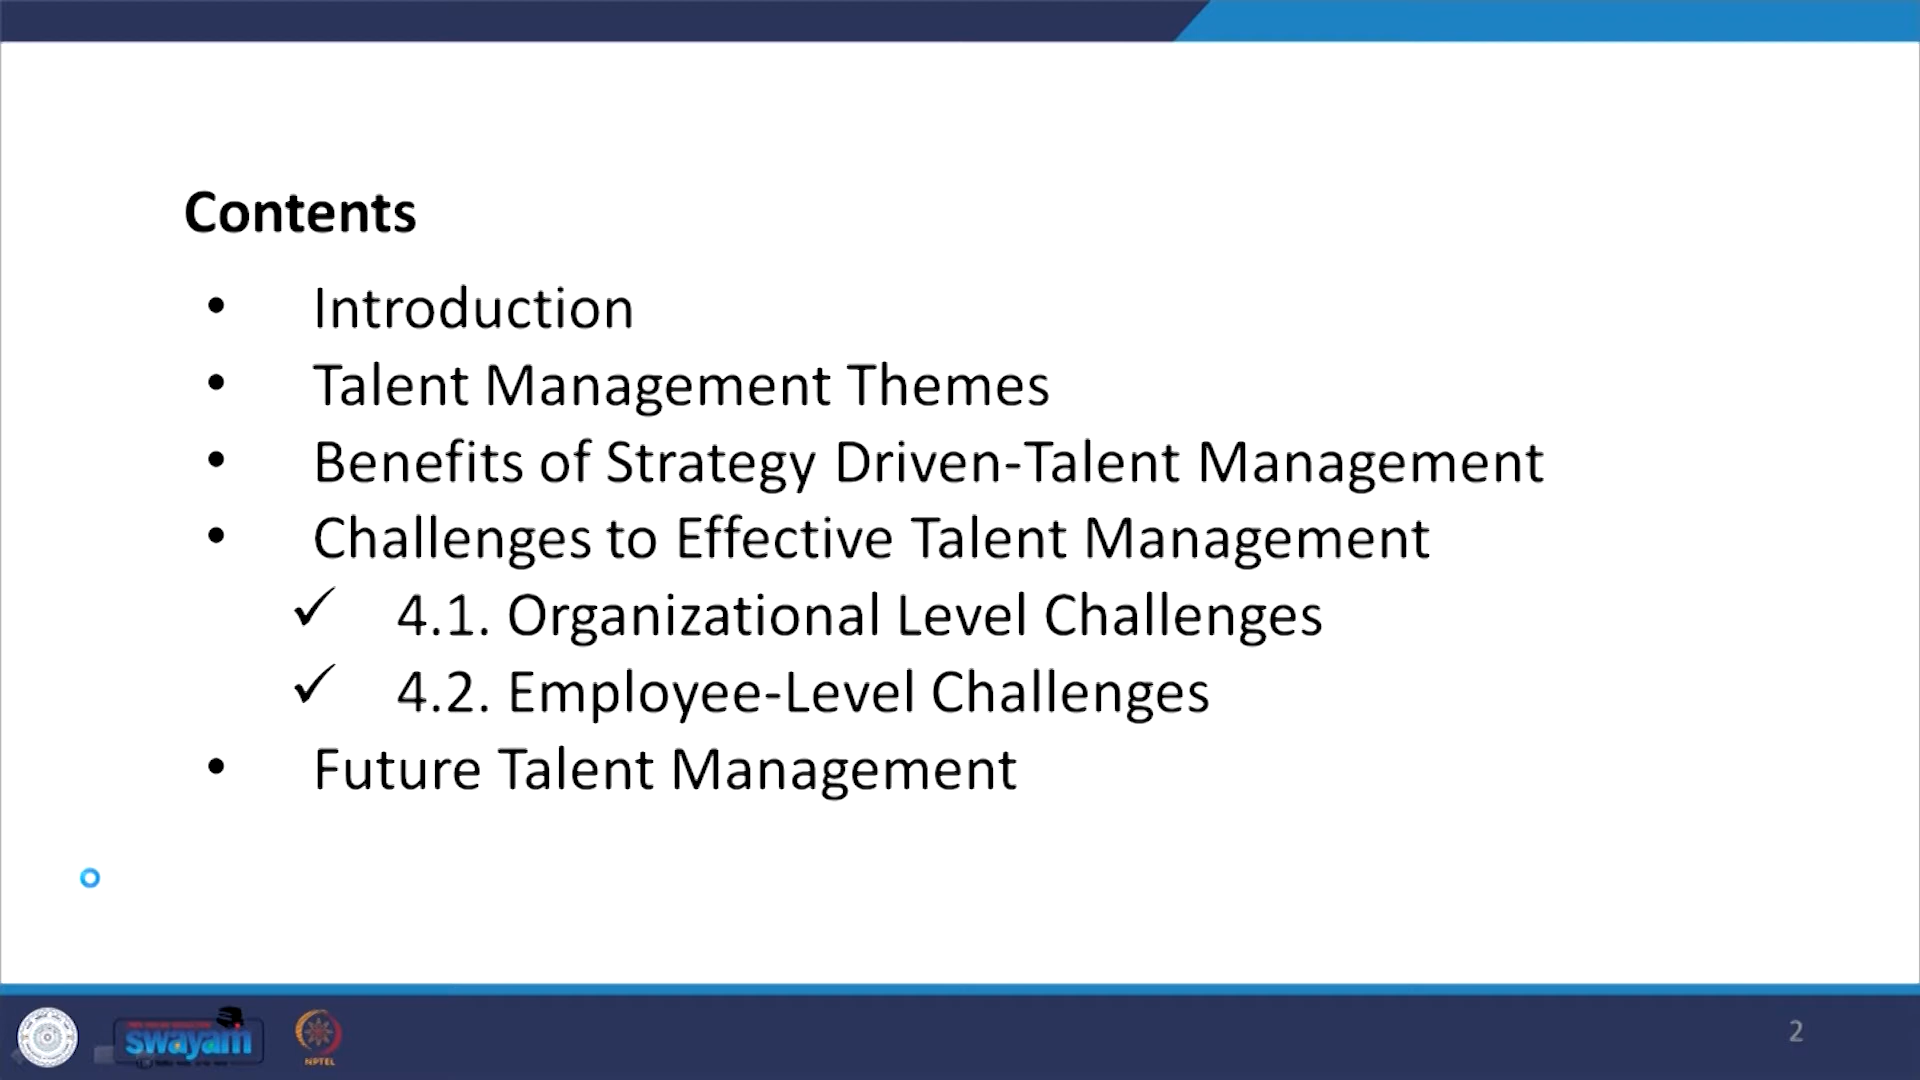 Contents
• Introduction
• Talent Management Themes
• Benefits of Strategy Driven-Talent Management
• Challenges to Effective Talent Management
✓ 4.1. Organizational Level Challenges
✓ 4.2. Employee-Level Challenges
• Future Talent Management
swayam
NPTEL
2